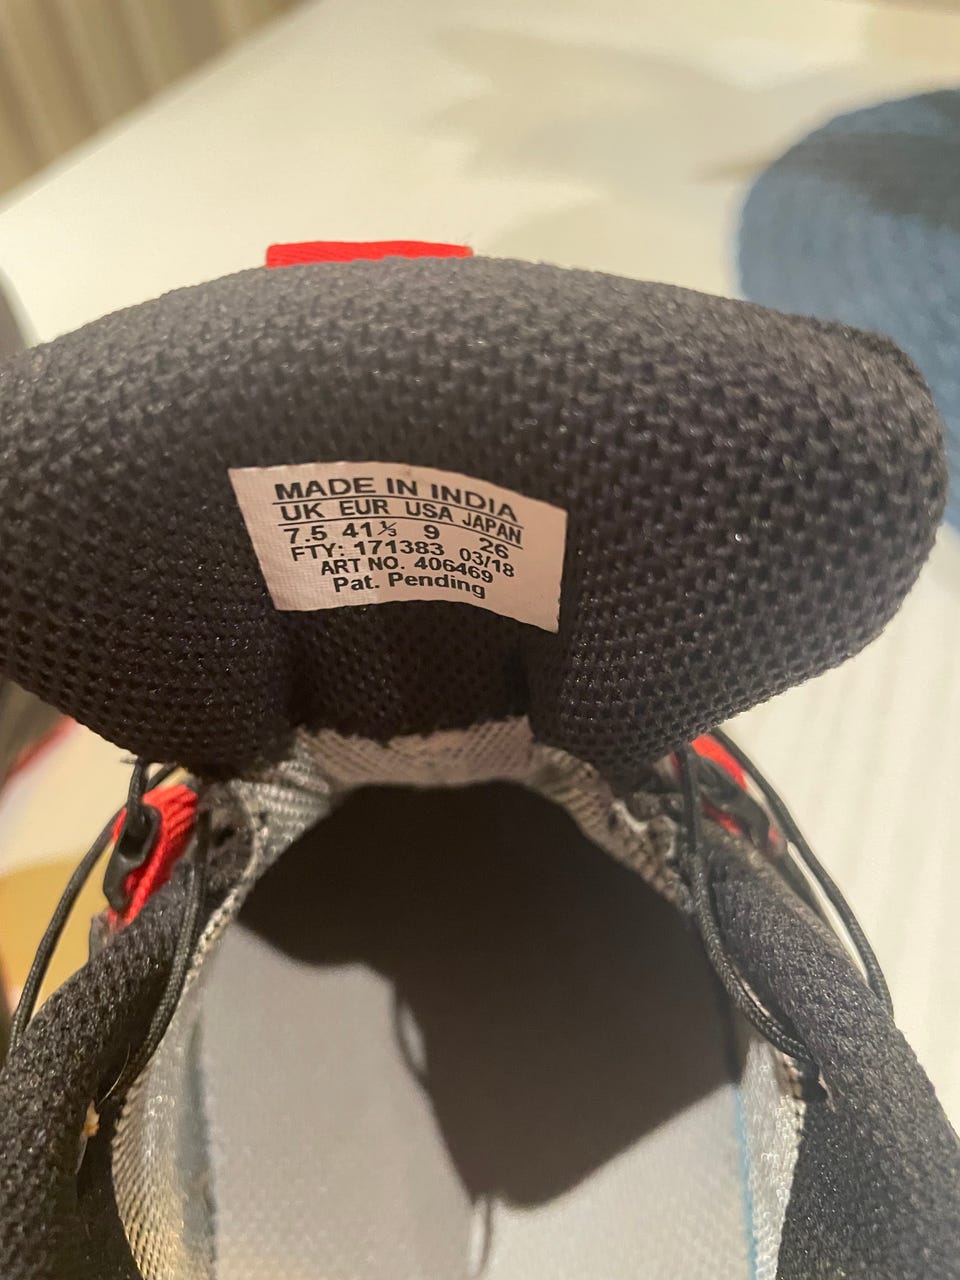 MADE IN INDIA
UK EUR USA JAPAN
7.5 41⅓ 9 26
FTY: 171383 03/18
ART NO. 406469
Pat. Pending